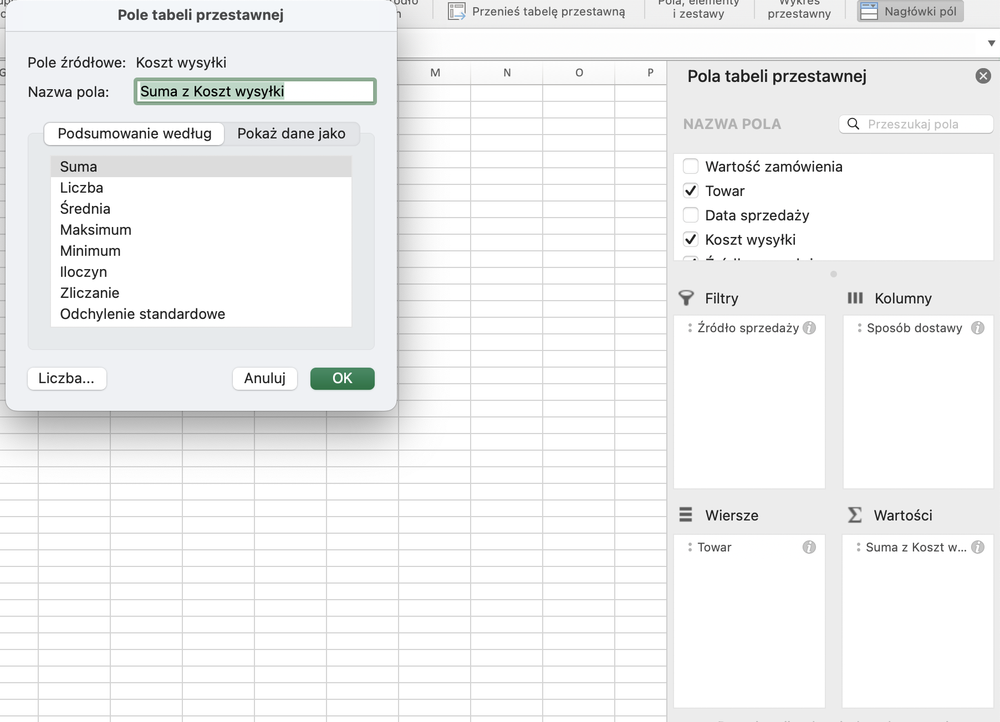 Pole tabeli przestawnej
Pole źródłowe: Koszt wysyłki
Nazwa pola: Suma z Koszt wysyłki
Podsumowanie według
Pokaż dane jako
Suma
Liczba
Średnia
Maksimum
Minimum
Iloczyn
Zliczanie
Odchylenie standardowe
Liczba...
Anuluj
OK
Przenieś tabelę przestawną
Pola, elementy
i zestawy
Wykres
przestawny
Nagłówki pól
M
N
O
P
Pola tabeli przestawnej
NAZWA POLA
Przeszukaj pola
Wartość zamówienia
Towar
Data sprzedaży
Koszt wysyłki
Filtry
Kolumny
Źródło sprzedaży
Sposób dostawy
Wiersze
Wartości
Towar
Suma z Koszt w...